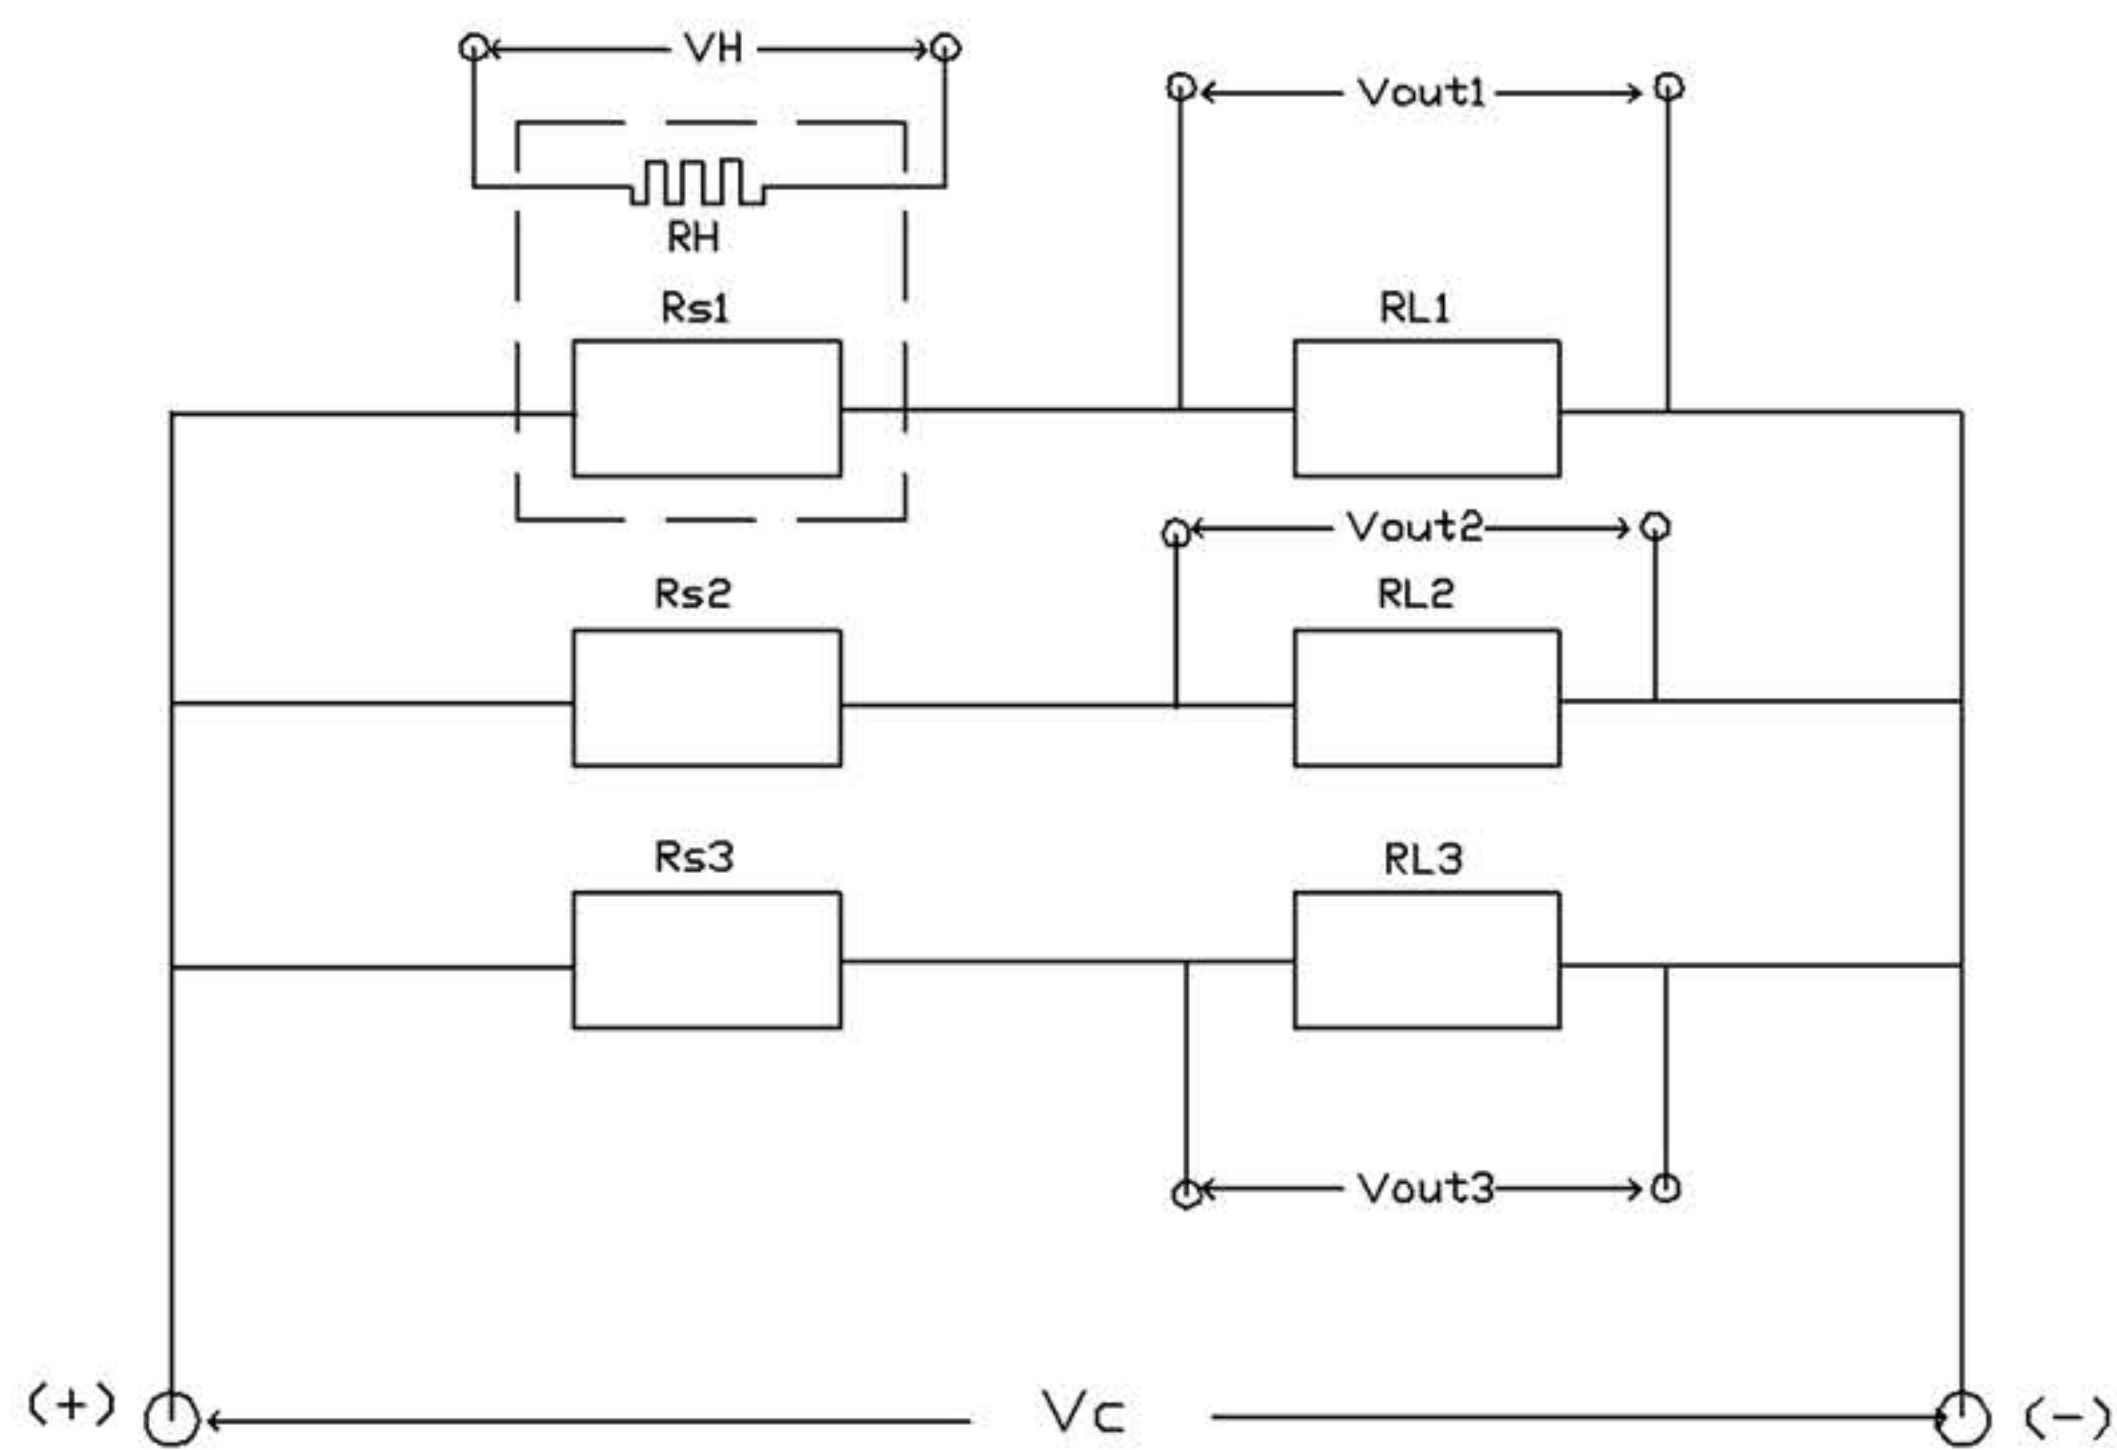 VH
Vout1
RH
Rs1
RL1
Vout2
Rs2
RL2
Rs3
RL3
Vout3
(+)
Vc
(-)